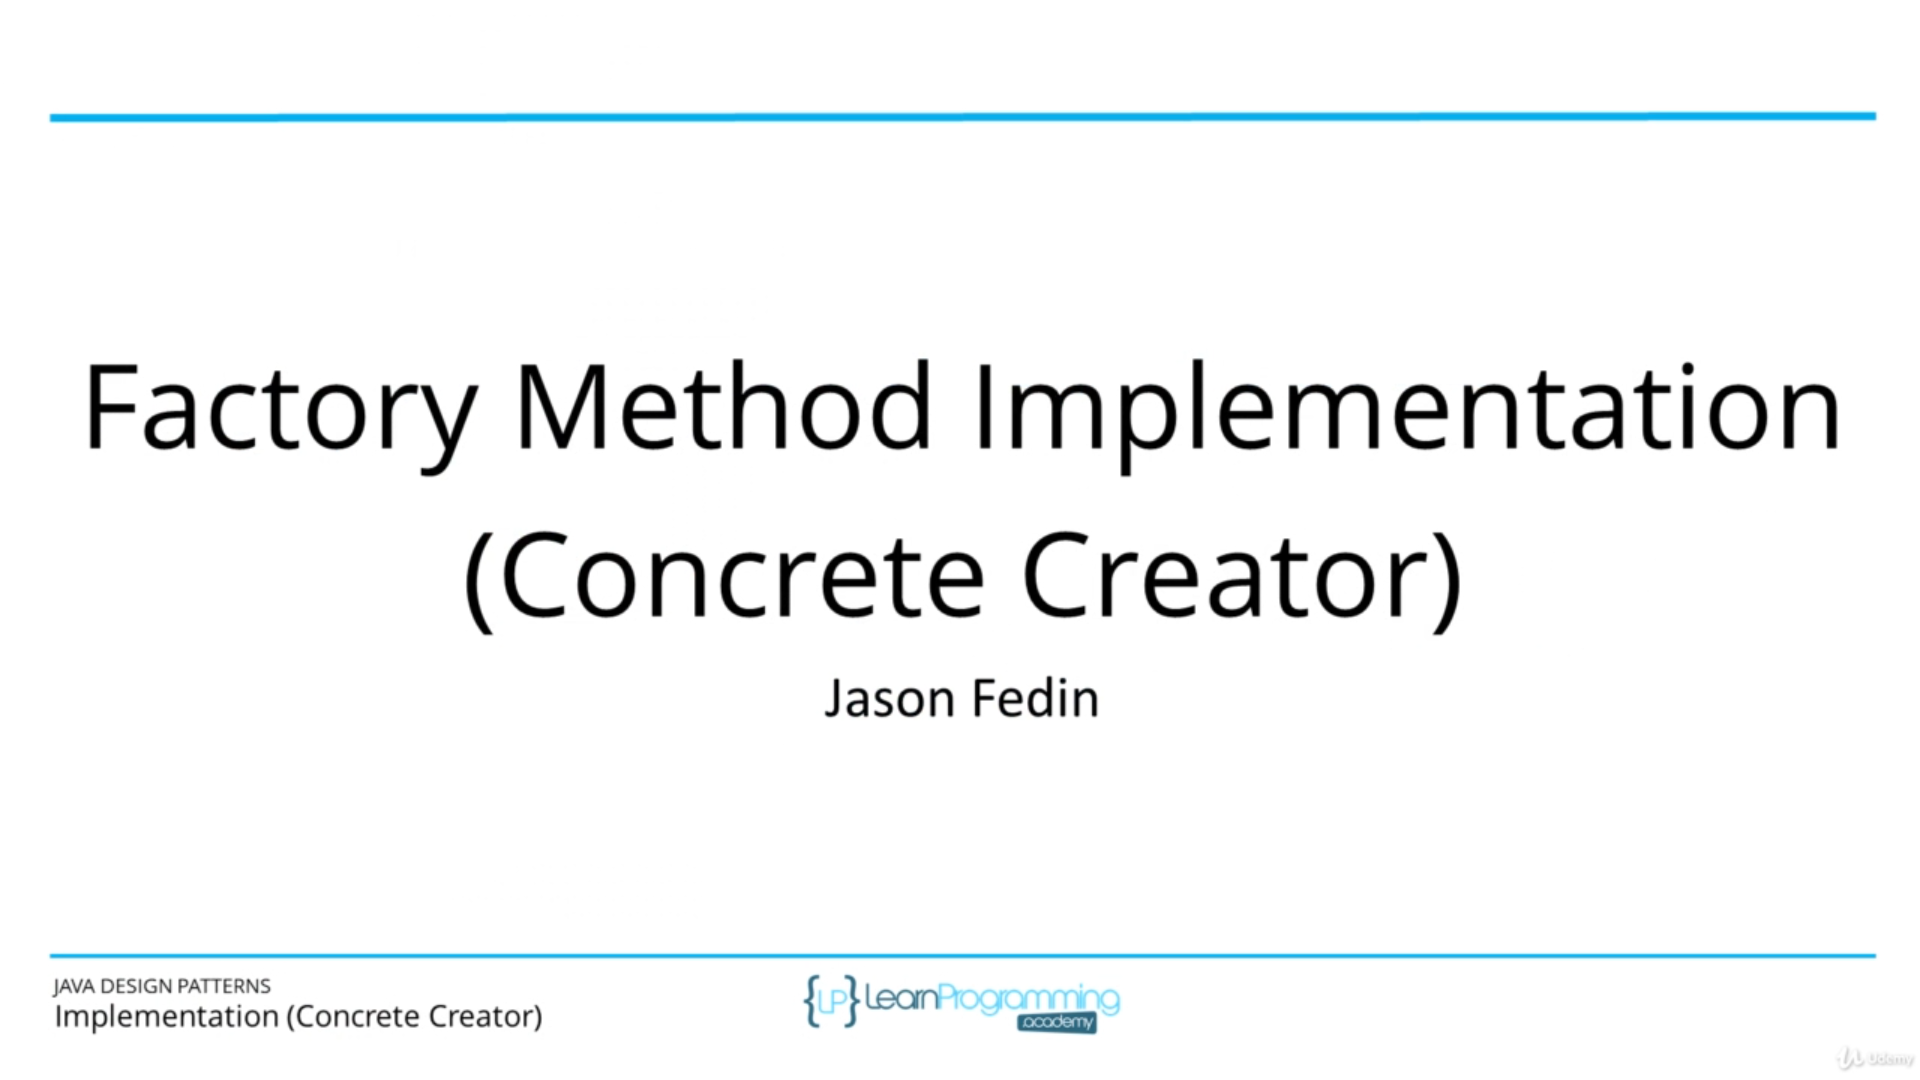 Factory Method Implementation
(Concrete Creator)
Jason Fedin
JAVA DESIGN PATTERNS
Implementation (Concrete Creator)
{LP} LearnProgramming
.academy
Udemy